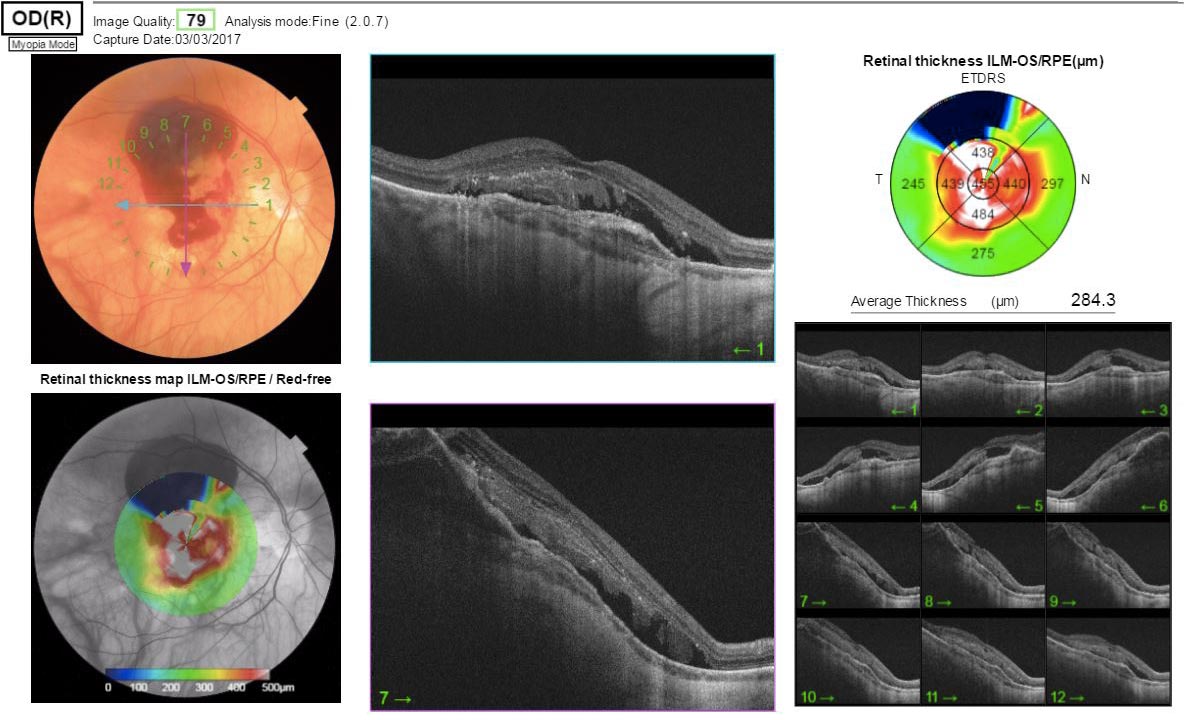 OD(R)
Myopia Mode
Image Quality: 79 Analysis mode:Fine (2.0.7)
Capture Date:03/03/2017
12 11 10 9 8 7 6 5 4 3 2 1
← 1
Retinal thickness ILM-OS/RPE(µm)
ETDRS
438
T 245 439 455 440 297 N
484
275
Average Thickness (µm) 284.3
Retinal thickness map ILM-OS/RPE / Red-free
0 100 200 300 400 500µm
7 →
← 1 ← 2 ← 3
← 4 ← 5 ← 6
7 → 8 → 9 →
10 → 11 → 12 →